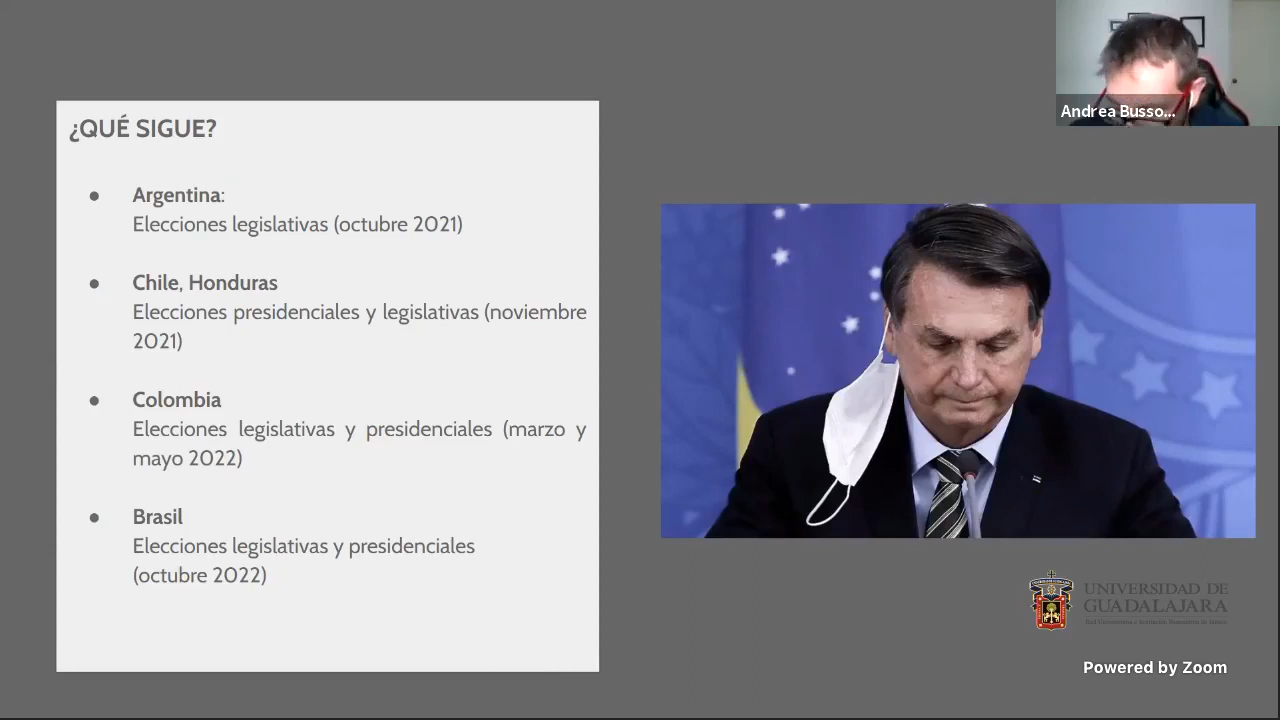 Andrea Busso...
¿QUÉ SIGUE?
● Argentina:
Elecciones legislativas (octubre 2021)
● Chile, Honduras
Elecciones presidenciales y legislativas (noviembre
2021)
● Colombia
Elecciones legislativas y presidenciales (marzo y
mayo 2022)
● Brasil
Elecciones legislativas y presidenciales
(octubre 2022)
UNIVERSIDAD DE
GUADALAJARA
Powered by Zoom